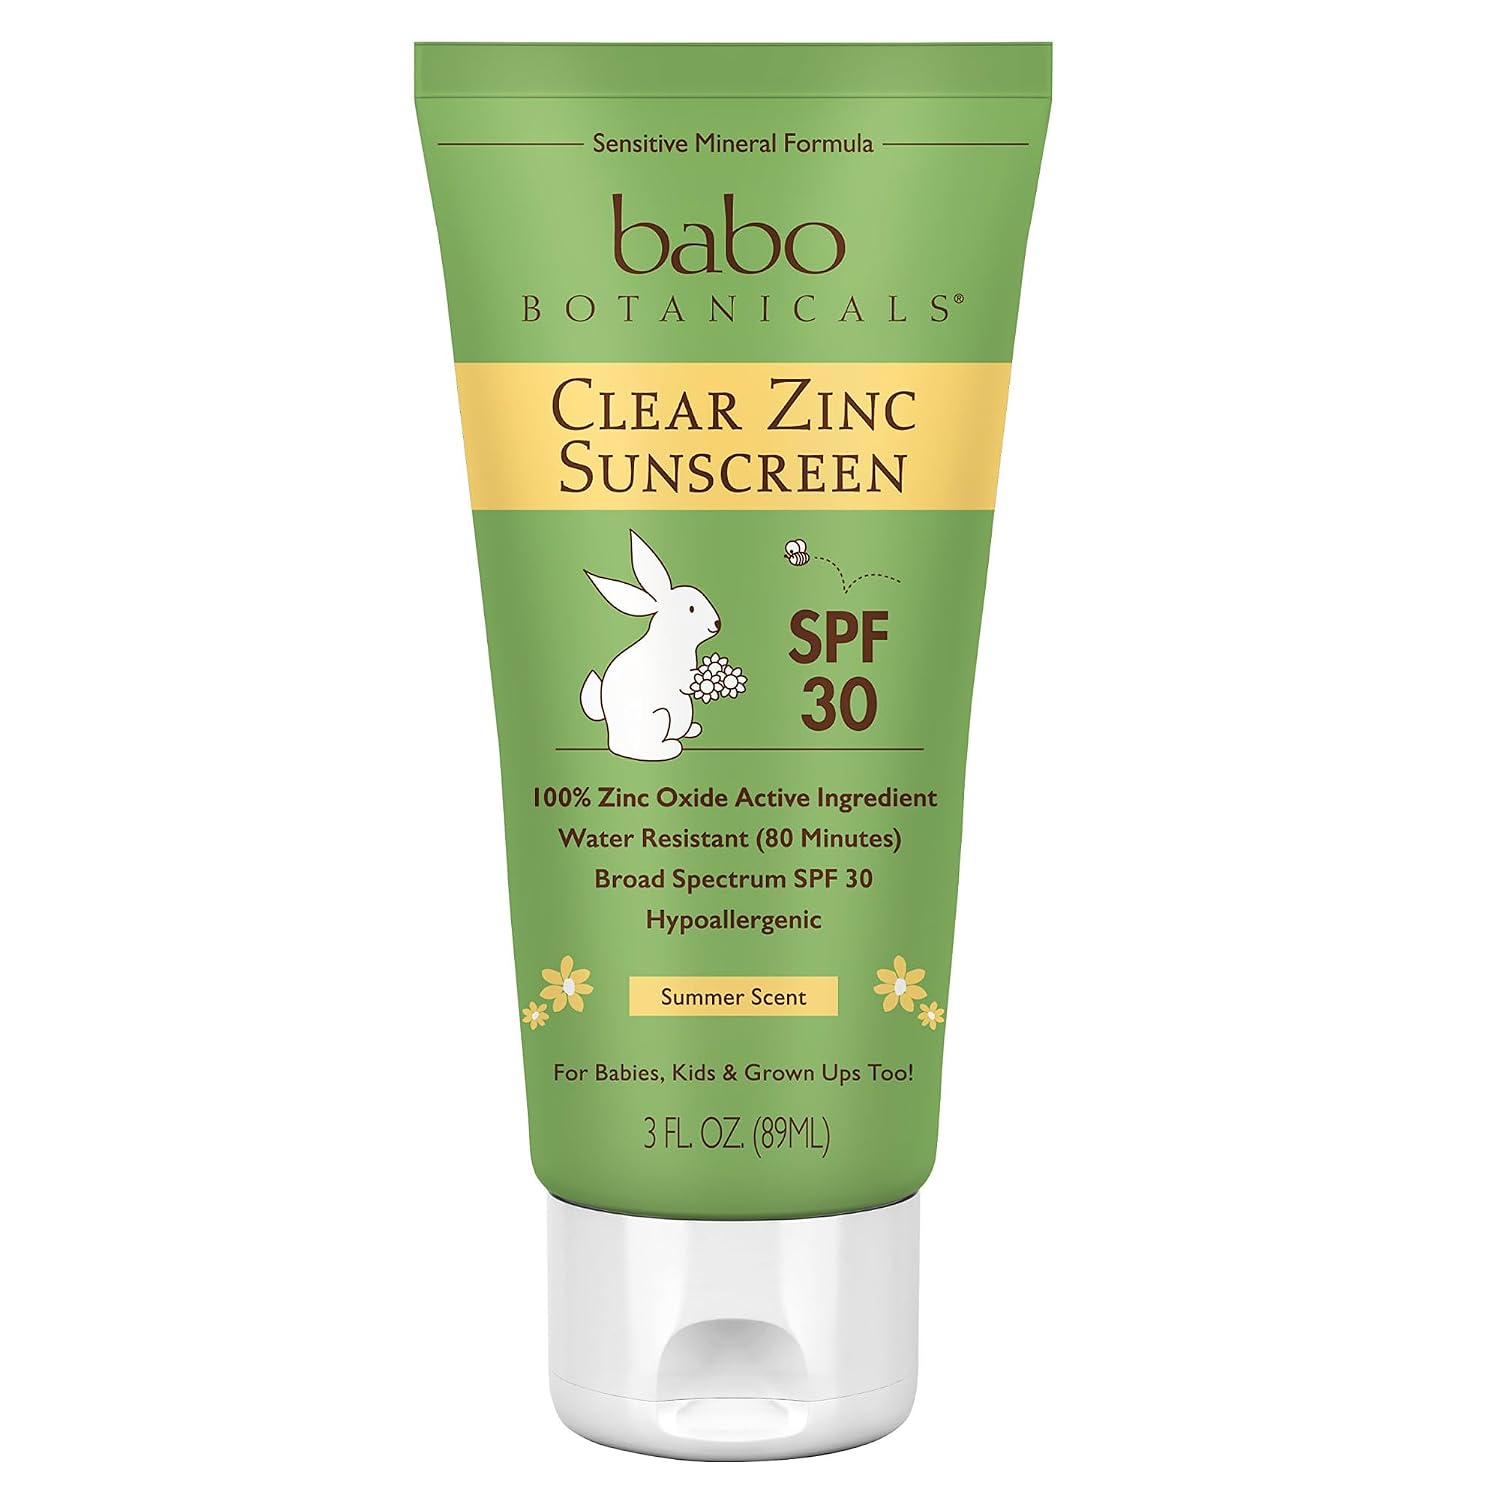 Sensitive Mineral Formula
babo
BOTANICALS®
CLEAR ZINC
SUNSCREEN
SPF
30
100% Zinc Oxide Active Ingredient
Water Resistant (80 Minutes)
Broad Spectrum SPF 30
Hypoallergenic
Summer Scent
For Babies, Kids & Grown Ups Too!
3 FL. OZ. (89ML)